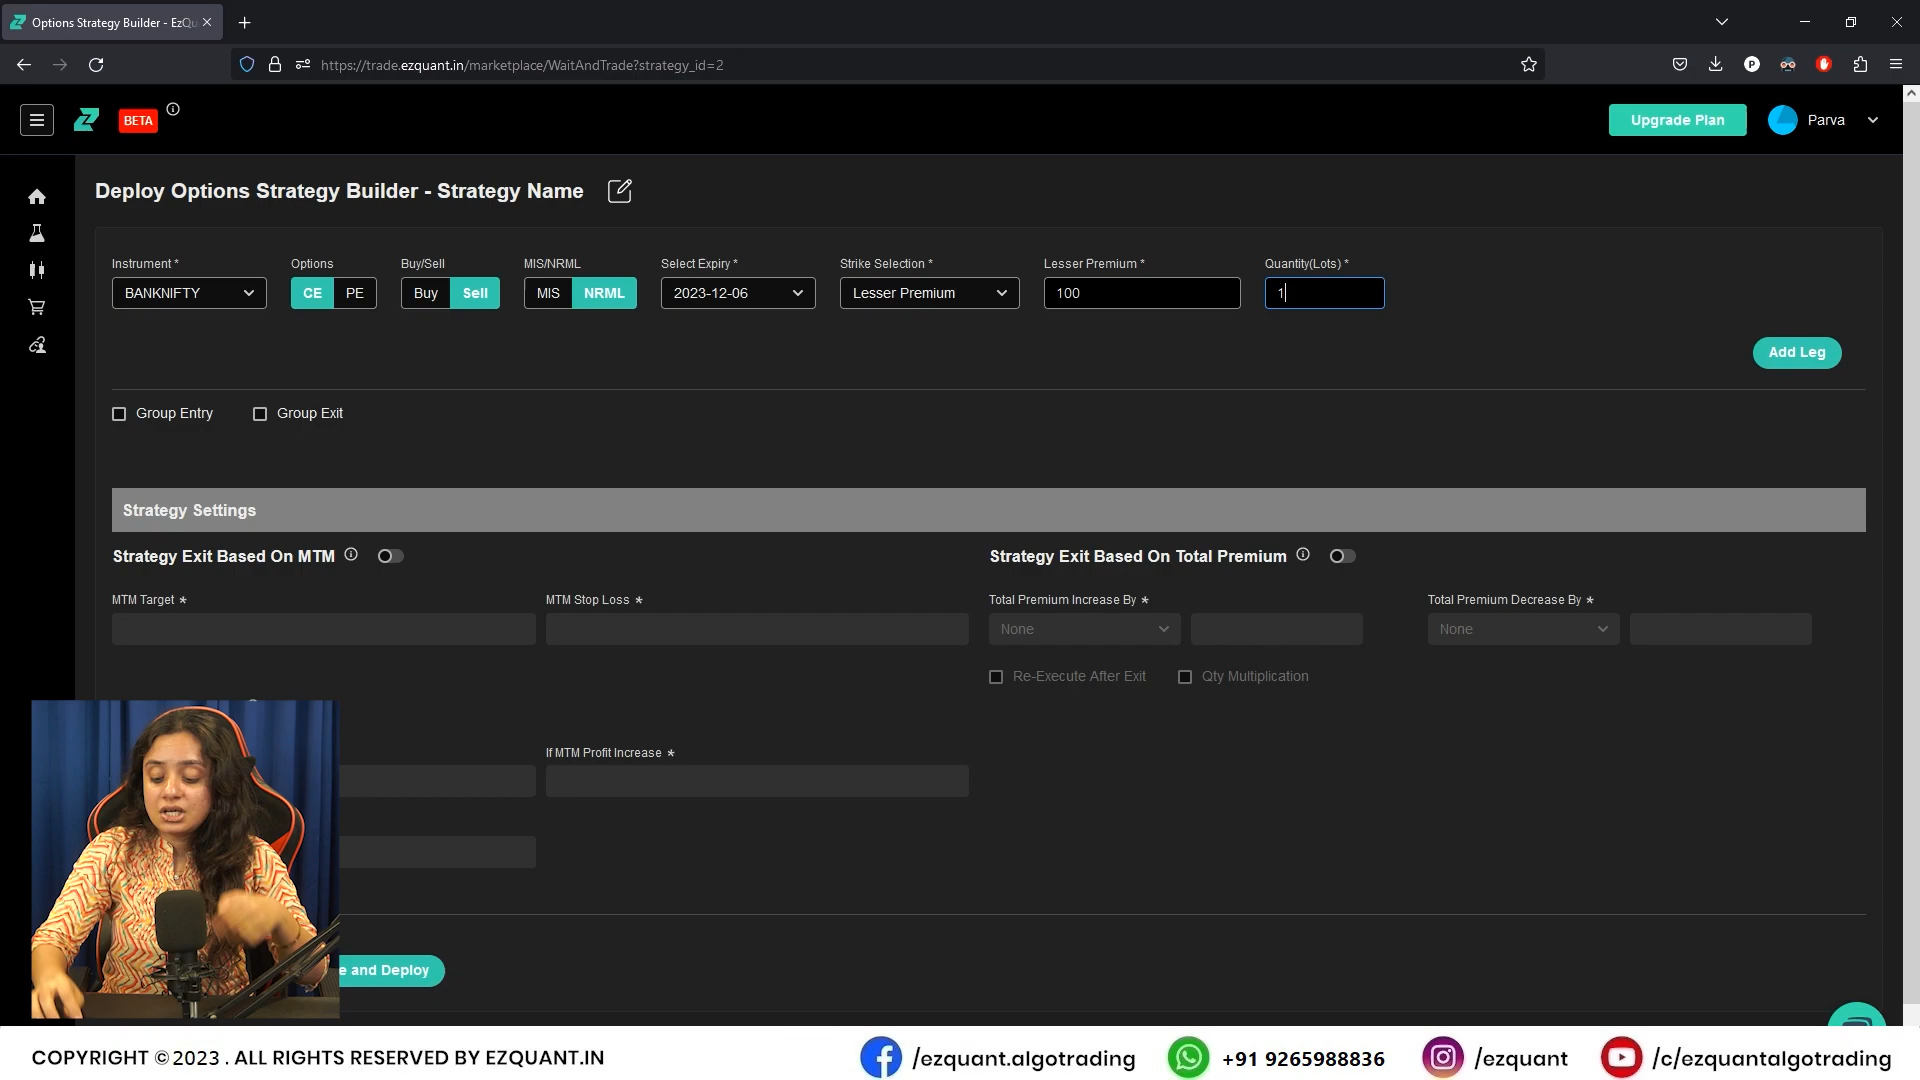 Options Strategy Builder - EzQu
https://trade.ezquant.in/marketplace/WaitAndTrade?strategy_id=2
BETA
Upgrade Plan
Parva
Deploy Options Strategy Builder - Strategy Name
Instrument * Options Buy/Sell MIS/NRML Select Expiry * Strike Selection * Lesser Premium * Quantity(Lots) *
BANKNIFTY CE PE Buy Sell MIS NRML 2023-12-06 Lesser Premium 100 1
Add Leg
Group Entry Group Exit
Strategy Settings
Strategy Exit Based On MTM Strategy Exit Based On Total Premium
MTM Target * MTM Stop Loss * Total Premium Increase By * Total Premium Decrease By *
None None
Re-Execute After Exit Qty Multiplication
If MTM Profit Increase *
e and Deploy
COPYRIGHT © 2023 . ALL RIGHTS RESERVED BY EZQUANT.IN /ezquant.algotrading +91 9265988836 /ezquant /c/ezquantalgotrading